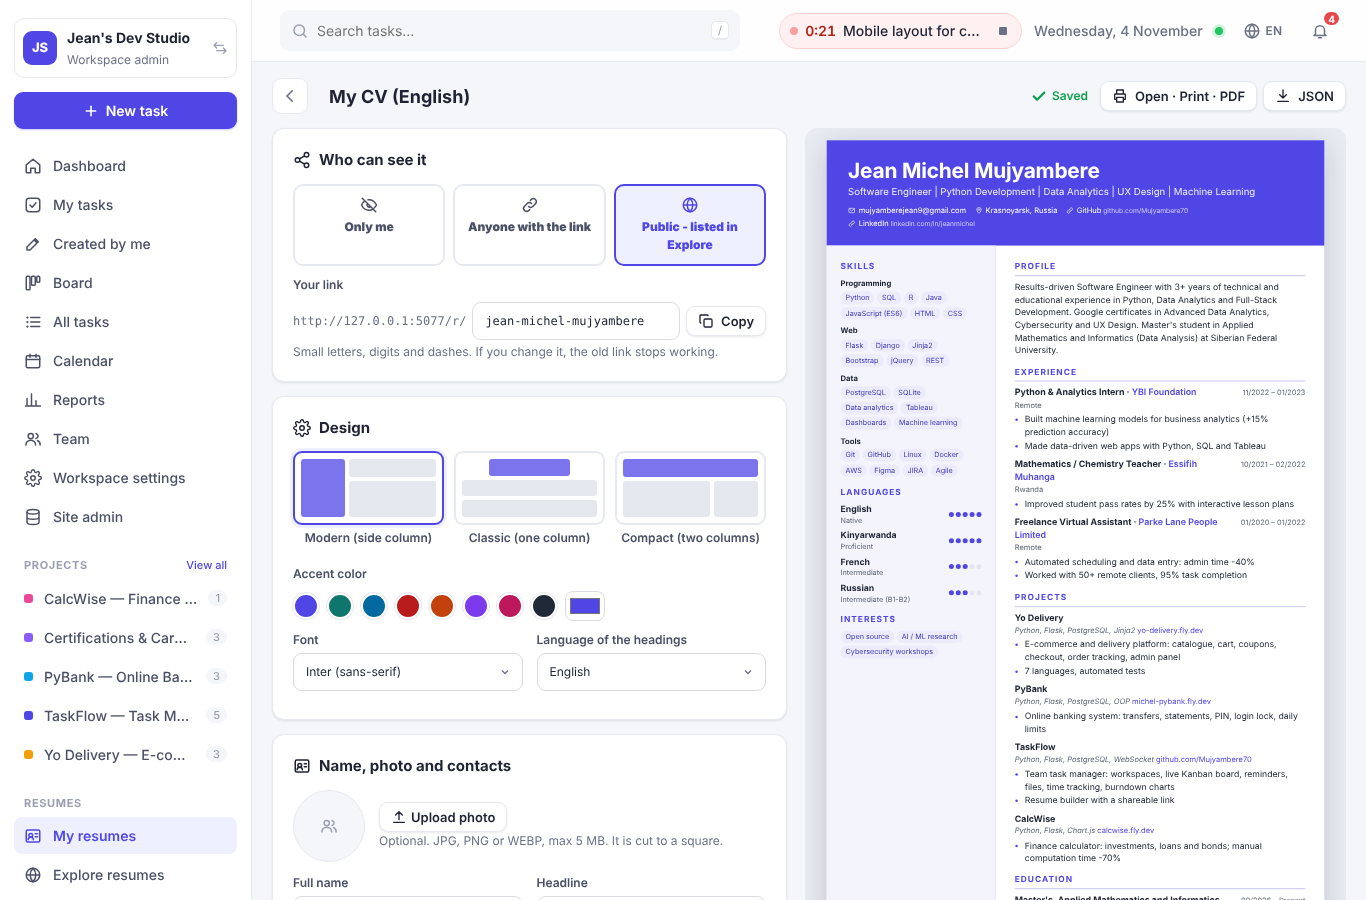 JS
Jean's Dev Studio
Workspace admin
New task
Dashboard
My tasks
Created by me
Board
All tasks
Calendar
Reports
Team
Workspace settings
Site admin
PROJECTS View all
CalcWise — Finance ... 1
Certifications & Car... 3
PyBank — Online Ba... 3
TaskFlow — Task M... 5
Yo Delivery — E-co... 3
RESUMES
My resumes
Explore resumes
Search tasks... /
0:21 Mobile layout for c...
Wednesday, 4 November
EN
4
My CV (English)
Saved
Open · Print · PDF
JSON
Who can see it
Only me
Anyone with the link
Public - listed in
Explore
Your link
http://127.0.0.1:5077/r/ jean-michel-mujyambere Copy
Small letters, digits and dashes. If you change it, the old link stops working.
Design
Modern (side column)
Classic (one column)
Compact (two columns)
Accent color
Font
Inter (sans-serif)
Language of the headings
English
Name, photo and contacts
Upload photo
Optional. JPG, PNG or WEBP, max 5 MB. It is cut to a square.
Full name
Headline
Jean Michel Mujyambere
Software Engineer | Python Development | Data Analytics | UX Design | Machine Learning
mujyamberejean9@gmail.com Krasnoyarsk, Russia GitHub github.com/Mujyambere70
LinkedIn linkedin.com/in/jeanmichel
SKILLS
Programming
Python SQL R Java
JavaScript (ES6) HTML CSS
Web
Flask Django Jinja2
Bootstrap jQuery REST
Data
PostgreSQL SQLite
Data analytics Tableau
Dashboards Machine learning
Tools
Git GitHub Linux Docker
AWS Figma JIRA Agile
LANGUAGES
English
Native
Kinyarwanda
Proficient
French
Intermediate
Russian
Intermediate (B1-B2)
INTERESTS
Open source AI / ML research
Cybersecurity workshops
PROFILE
Results-driven Software Engineer with 3+ years of technical and
educational experience in Python, Data Analytics and Full-Stack
Development. Google certificates in Advanced Data Analytics,
Cybersecurity and UX Design. Master's student in Applied
Mathematics and Informatics (Data Analysis) at Siberian Federal
University.
EXPERIENCE
Python & Analytics Intern · YBI Foundation 11/2022 – 01/2023
Remote
• Built machine learning models for business analytics (+15%
prediction accuracy)
• Made data-driven web apps with Python, SQL and Tableau
Mathematics / Chemistry Teacher · Essifih 10/2021 – 02/2022
Muhanga
Rwanda
• Improved student pass rates by 25% with interactive lesson plans
Freelance Virtual Assistant · Parke Lane People 01/2020 – 01/2022
Limited
Remote
• Automated scheduling and data entry: admin time -40%
• Worked with 50+ remote clients, 95% task completion
PROJECTS
Yo Delivery
Python, Flask, PostgreSQL, Jinja2 yo-delivery.fly.dev
• E-commerce and delivery platform: catalogue, cart, coupons,
checkout, order tracking, admin panel
• 7 languages, automated tests
PyBank
Python, Flask, PostgreSQL, OOP michel-pybank.fly.dev
• Online banking system: transfers, statements, PIN, login lock, daily
limits
TaskFlow
Python, Flask, PostgreSQL, WebSocket github.com/Mujyambere70
• Team task manager: workspaces, live Kanban board, reminders,
files, time tracking, burndown charts
• Resume builder with a shareable link
CalcWise
Python, Flask, Chart.js calcwise.fly.dev
• Finance calculator: investments, loans and bonds; manual
computation time -70%
EDUCATION
Master's, Applied Mathematics and Informatics